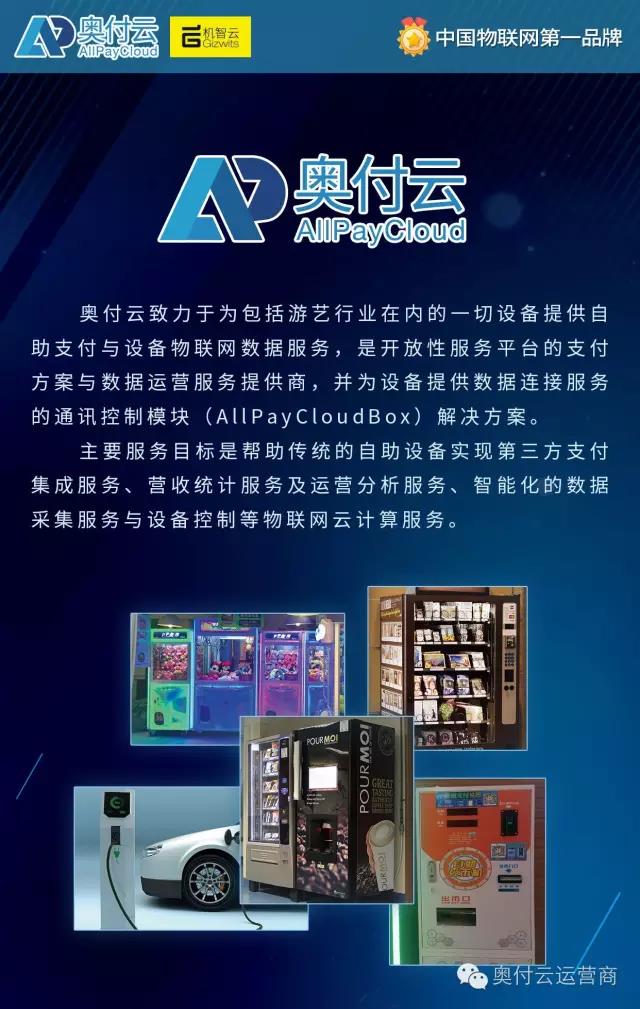 奥付云
AllPayCloud
机智云
Gizwits
中国物联网第一品牌
奥付云
AllPayCloud
奥付云致力于为包括游艺行业在内的一切设备提供自
助支付与设备物联网数据服务，是开放性服务平台的支付
方案与数据运营服务提供商，并为设备提供数据连接服务
的通讯控制模块（AllPayCloudBox）解决方案。
主要服务目标是帮助传统的自助设备实现第三方支付
集成服务、营收统计服务及运营分析服务、智能化的数据
采集服务与设备控制等物联网云计算服务。
POURMOI
POURMOI
GREAT
TASTING
出币口
奥付云运营商